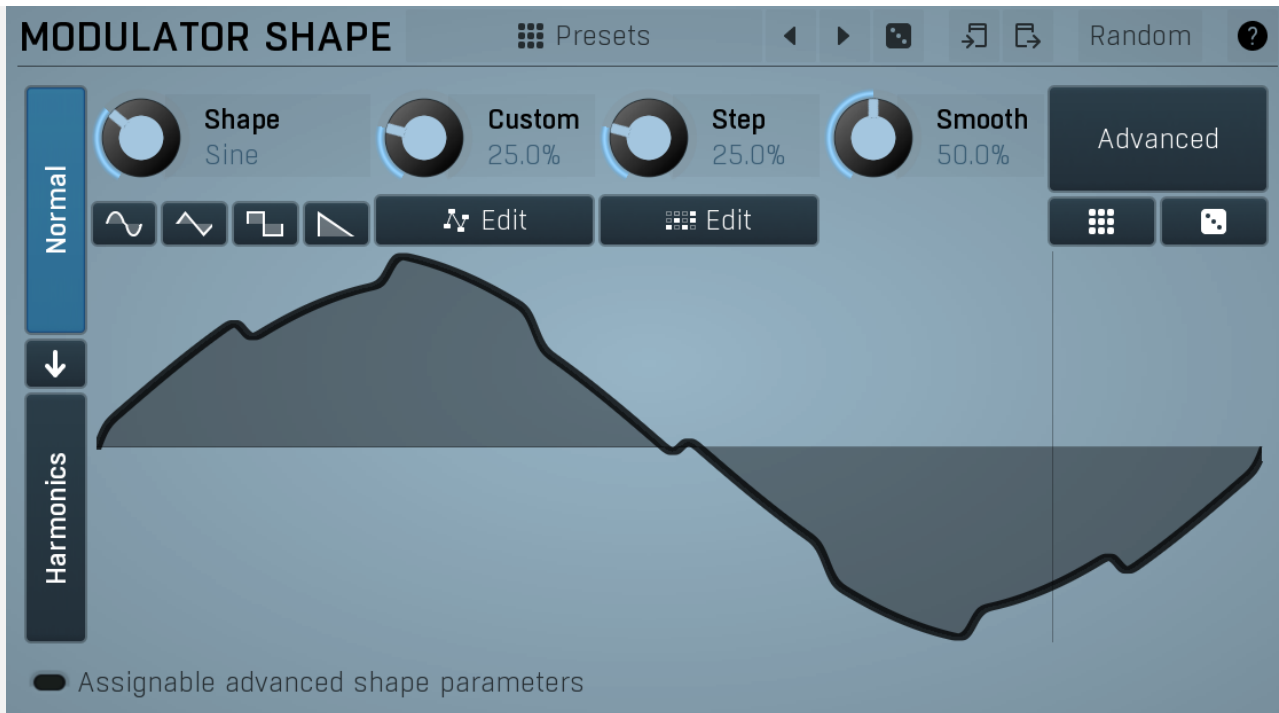 MODULATOR SHAPE
Presets
Random
?
Normal
Harmonics
Shape
Sine
Custom
25.0%
Step
25.0%
Smooth
50.0%
Advanced
Edit
Edit
Assignable advanced shape parameters